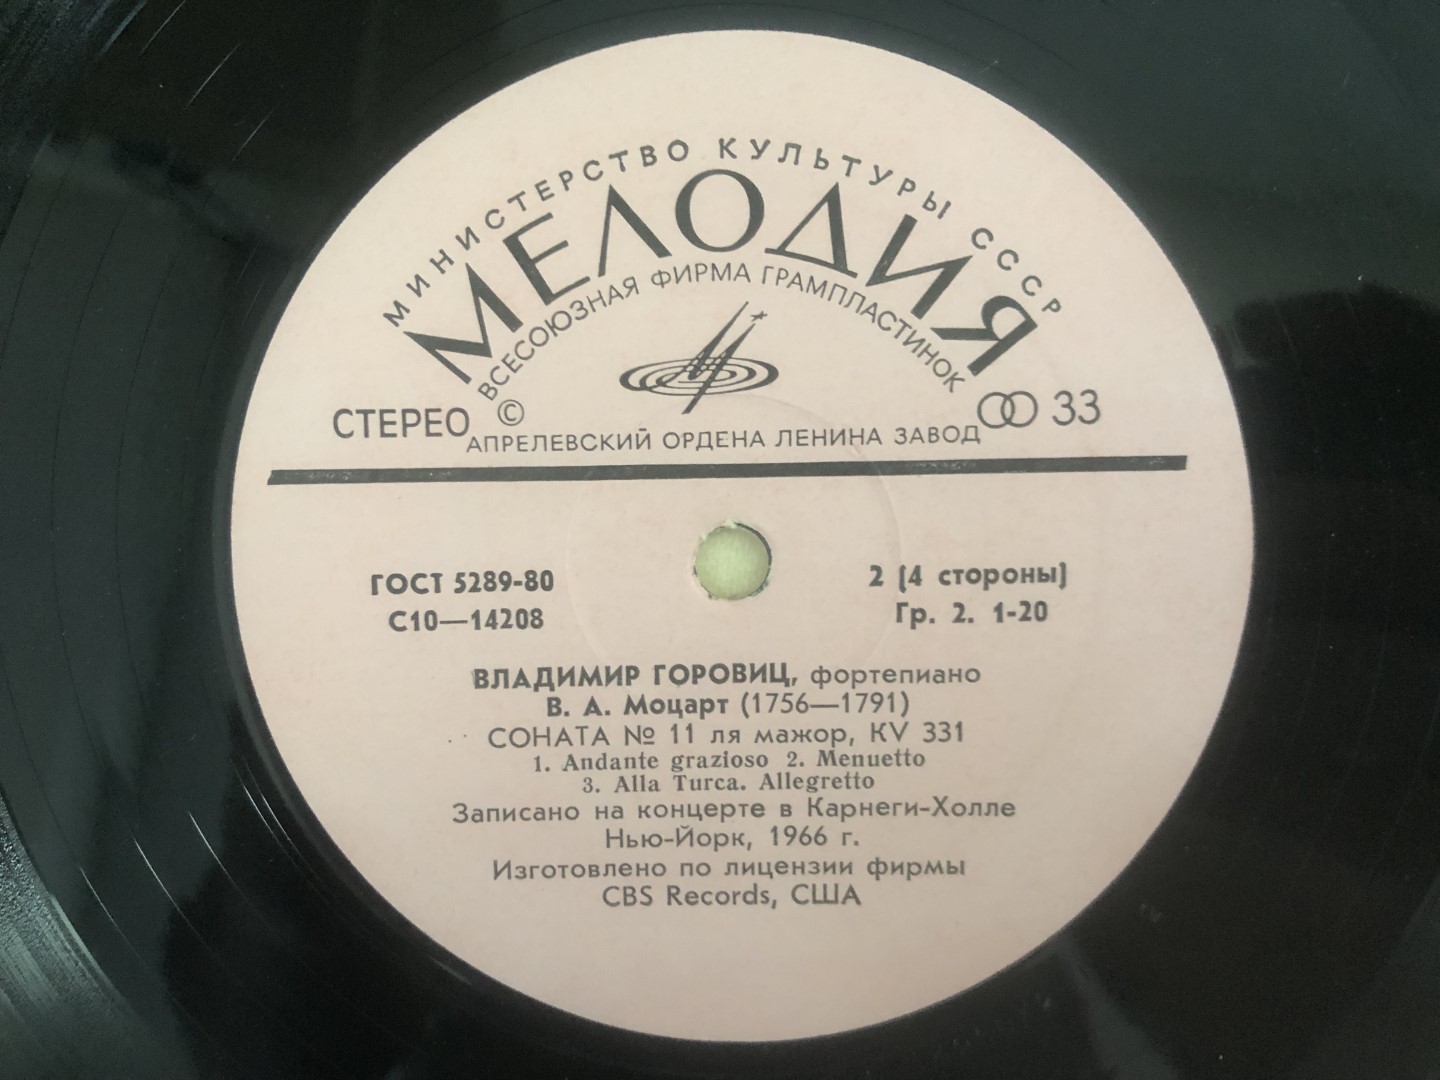 МИНИСТЕРСТВО КУЛЬТУРЫ СССР
МЕЛОДИЯ
ВСЕСОЮЗНАЯ ФИРМА ГРАМПЛАСТИНОК
СТЕРЕО © 33
АПРЕЛЕВСКИЙ ОРДЕНА ЛЕНИНА ЗАВОД
ГОСТ 5289-80 2 (4 стороны)
С10—14208 Гр. 2. 1-20
ВЛАДИМИР ГОРОВИЦ, фортепиано
В. А. Моцарт (1756—1791)
СОНАТА № 11 ля мажор, KV 331
1. Andante grazioso 2. Menuetto
3. Alla Turca. Allegretto
Записано на концерте в Карнеги-Холле
Нью-Йорк, 1966 г.
Изготовлено по лицензии фирмы
CBS Records, США